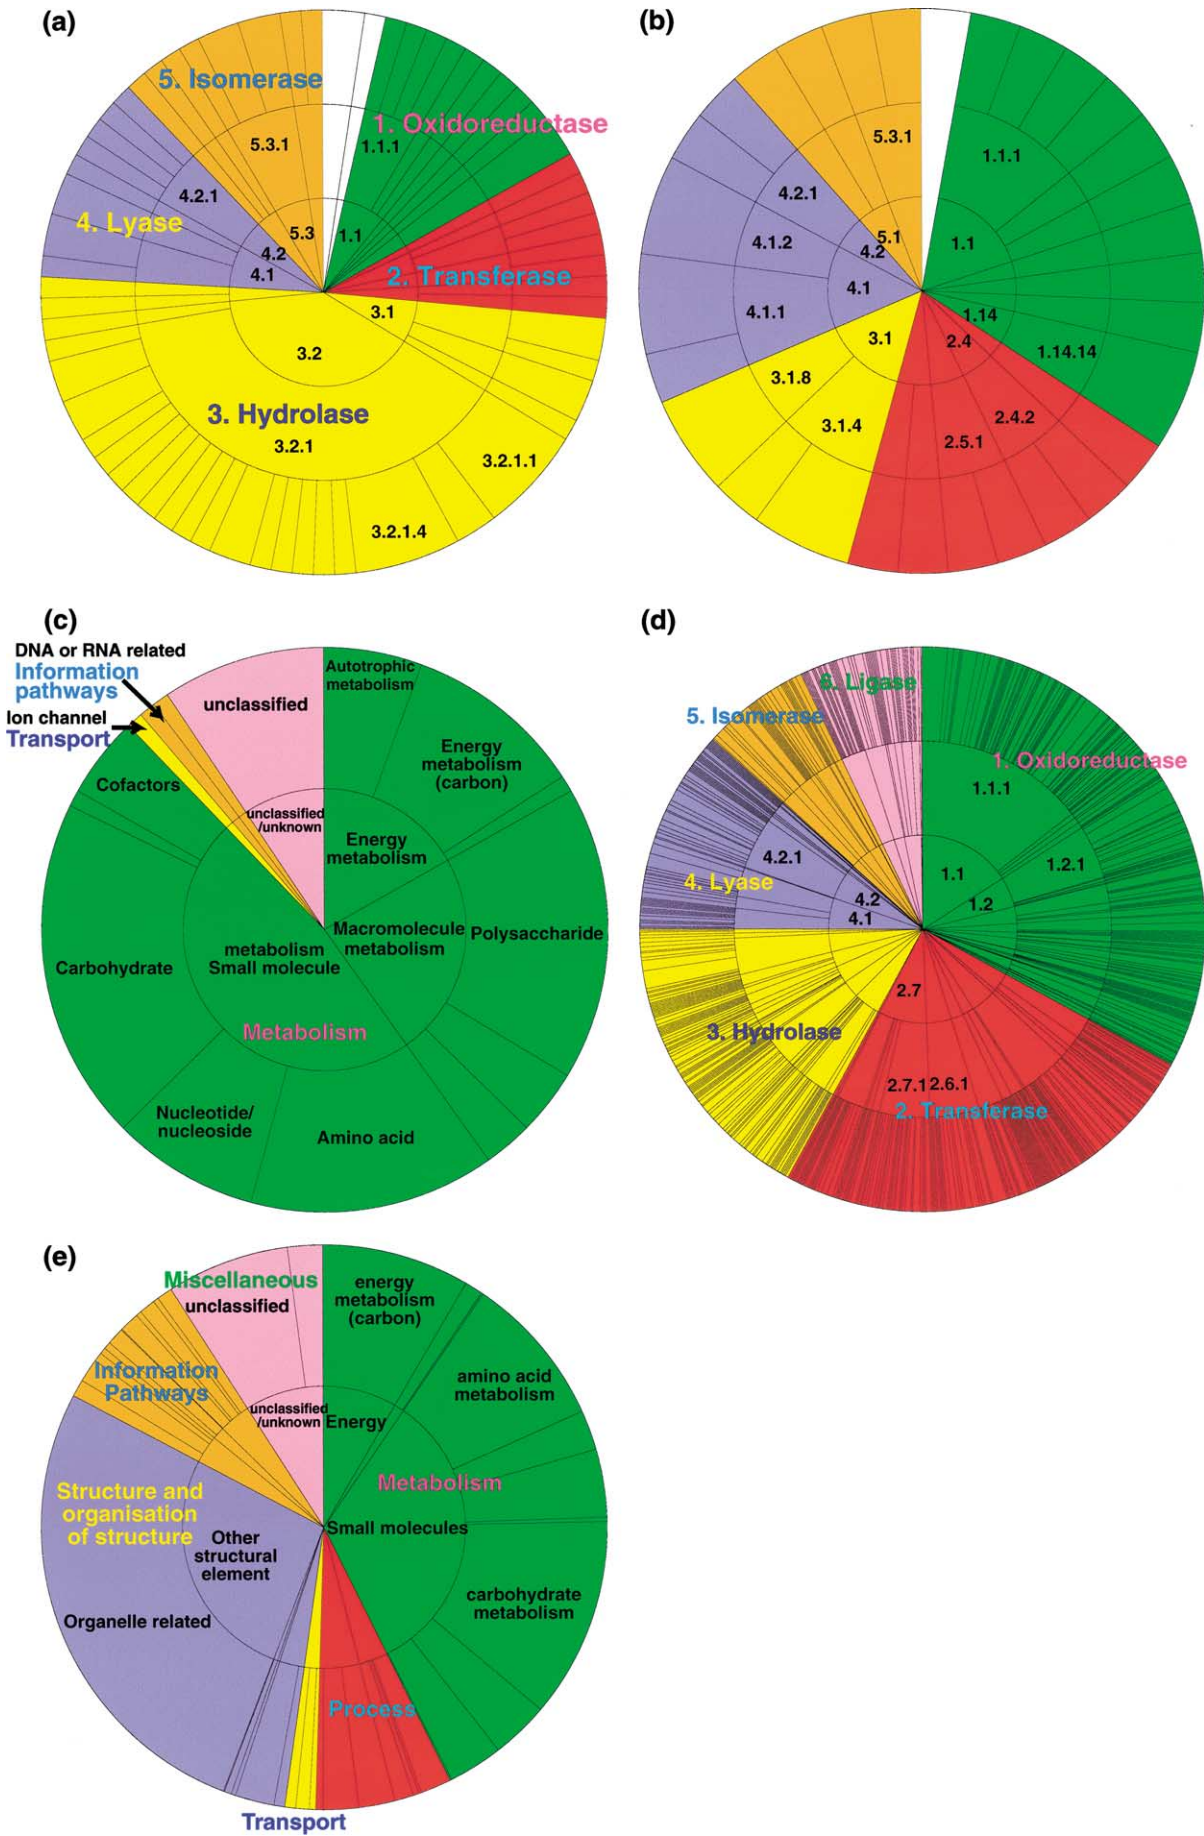 (a)
5. Isomerase
1. Oxidoreductase
1.1.1
5.3.1
4.2.1
4. Lyase
5.3
1.1
4.2
4.1
2. Transferase
3.1
3.2
3. Hydrolase
3.2.1
3.2.1.1
3.2.1.4
(b)
5.3.1
1.1.1
4.2.1
4.1.2
5.1
4.2
1.1
4.1
4.1.1
1.14
3.1
2.4
1.14.14
3.1.8
3.1.4
2.4.2
2.5.1
(c)
DNA or RNA related
Information
pathways
Ion channel
Transport
unclassified
Autotrophic
metabolism
Energy
metabolism
(carbon)
Cofactors
unclassified
/unknown
Energy
metabolism
Macromolecule
metabolism
Polysaccharide
metabolism
Small molecule
Carbohydrate
Metabolism
Nucleotide/
nucleoside
Amino acid
(d)
6. Ligase
5. Isomerase
1. Oxidoreductase
1.1.1
4.2.1
1.2.1
1.1
4. Lyase
4.2
1.2
4.1
2.7
3. Hydrolase
2.7.1
2.6.1
2. Transferase
(e)
Miscellaneous
unclassified
energy
metabolism
(carbon)
Information
Pathways
amino acid
metabolism
unclassified
/unknown
Energy
Metabolism
Structure and
organisation
of structure
Small molecules
Other
structural
element
carbohydrate
metabolism
Organelle related
Process
Transport